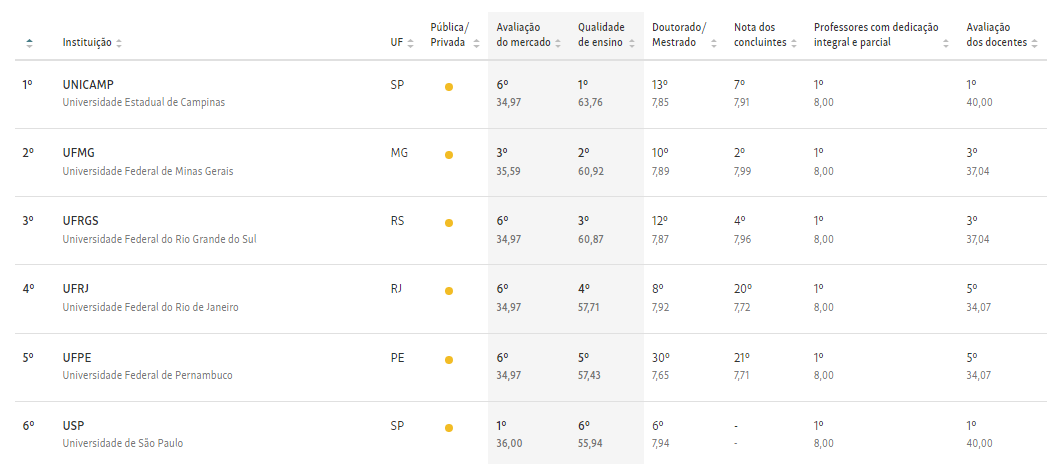 Instituição UF Pública/ Privada Avaliação do mercado Qualidade de ensino Doutorado/ Mestrado Nota dos concluintes Professores com dedicação integral e parcial Avaliação dos docentes
1º UNICAMP SP 6º 1º 13º 7º 1º 1º
Universidade Estadual de Campinas 34,97 63,76 7,85 7,91 8,00 40,00
2º UFMG MG 3º 2º 10º 2º 1º 3º
Universidade Federal de Minas Gerais 35,59 60,92 7,89 7,99 8,00 37,04
3º UFRGS RS 6º 3º 12º 4º 1º 3º
Universidade Federal do Rio Grande do Sul 34,97 60,87 7,87 7,96 8,00 37,04
4º UFRJ RJ 6º 4º 8º 20º 1º 5º
Universidade Federal do Rio de Janeiro 34,97 57,71 7,92 7,72 8,00 34,07
5º UFPE PE 6º 5º 30º 21º 1º 5º
Universidade Federal de Pernambuco 34,97 57,43 7,65 7,71 8,00 34,07
6º USP SP 1º 6º 6º - 1º 1º
Universidade de São Paulo 36,00 55,94 7,94 - 8,00 40,00